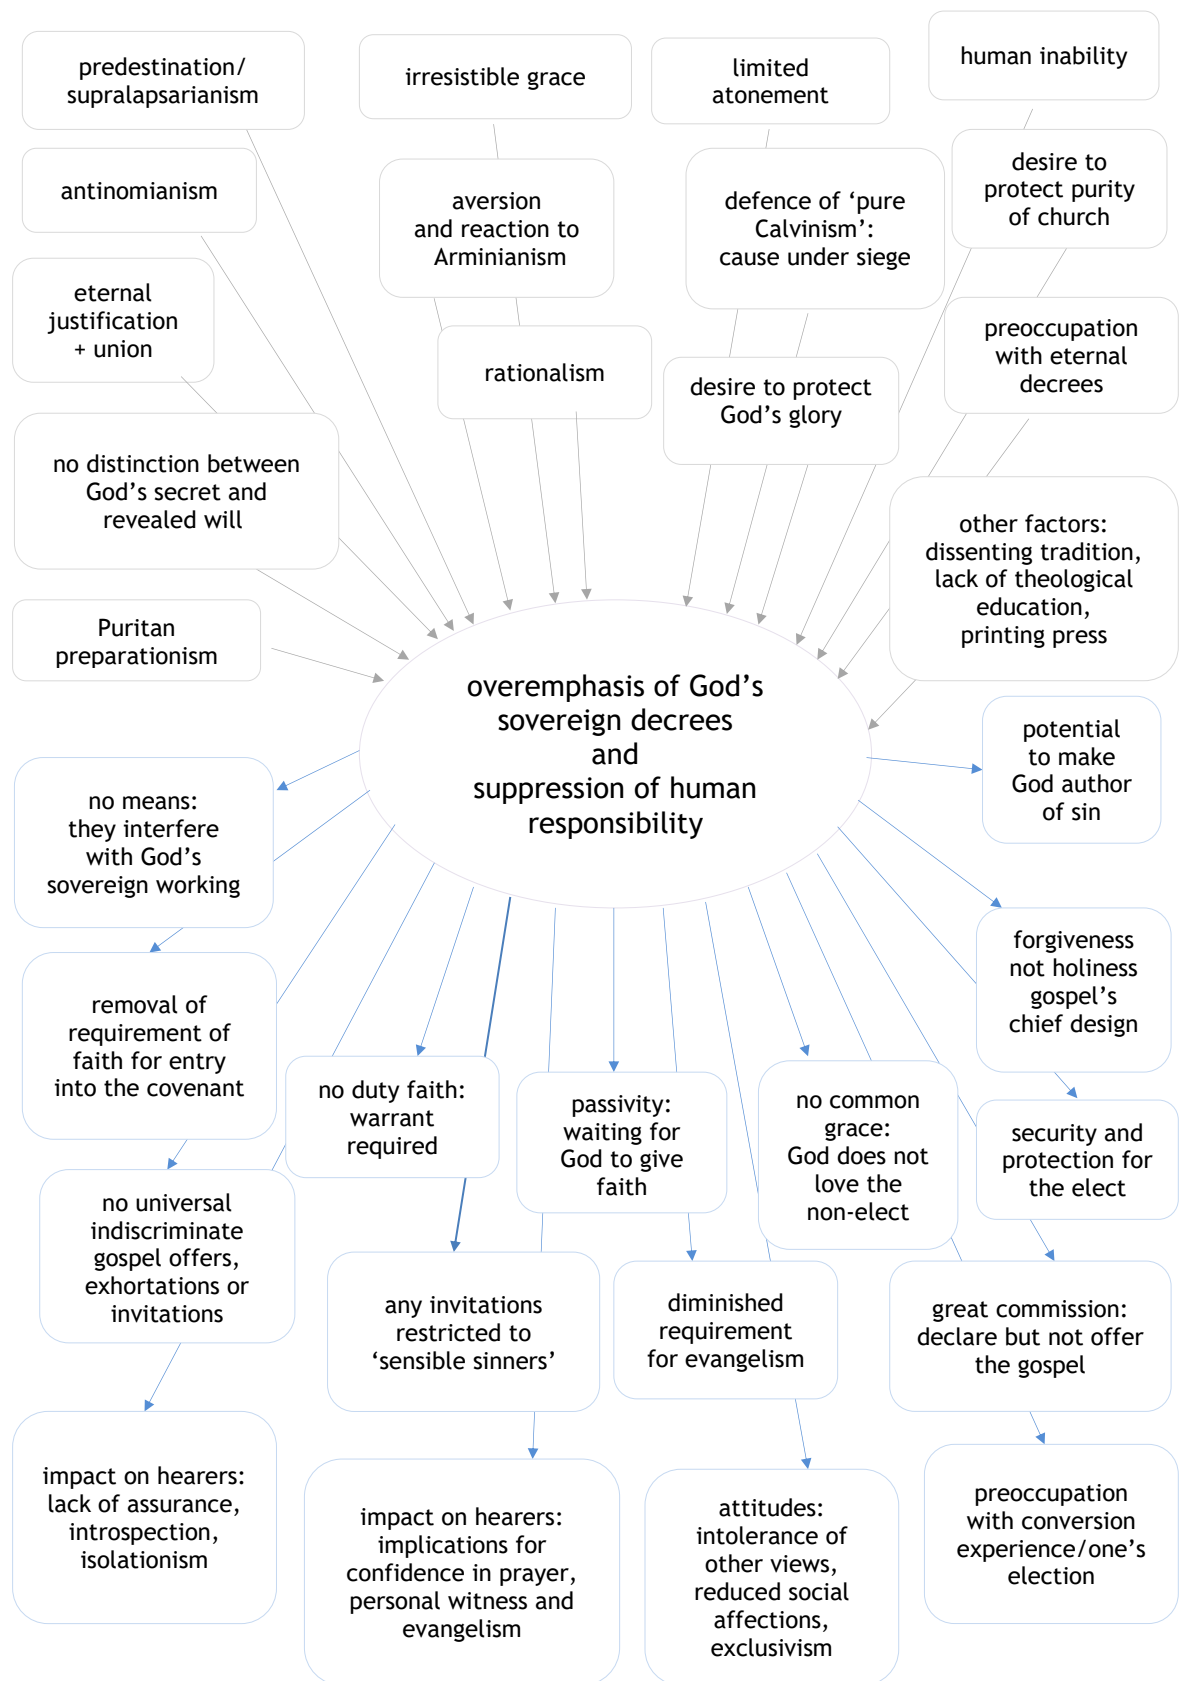 predestination/
supralapsarianism
irresistible grace
limited
atonement
human inability
antinomianism
aversion
and reaction to
Arminianism
defence of ‘pure
Calvinism’:
cause under siege
desire to
protect purity
of church
eternal
justification
+ union
rationalism
desire to protect
God’s glory
preoccupation
with eternal
decrees
no distinction between
God’s secret and
revealed will
other factors:
dissenting tradition,
lack of theological
education,
printing press
Puritan
preparationism
overemphasis of God’s
sovereign decrees
and
suppression of human
responsibility
potential
to make
God author
of sin
no means:
they interfere
with God’s
sovereign working
forgiveness
not holiness
gospel’s
chief design
removal of
requirement of
faith for entry
into the covenant
no duty faith:
warrant
required
passivity:
waiting for
God to give
faith
no common
grace:
God does not
love the
non-elect
security and
protection for
the elect
no universal
indiscriminate
gospel offers,
exhortations or
invitations
any invitations
restricted to
‘sensible sinners’
diminished
requirement
for evangelism
great commission:
declare but not offer
the gospel
impact on hearers:
lack of assurance,
introspection,
isolationism
impact on hearers:
implications for
confidence in prayer,
personal witness and
evangelism
attitudes:
intolerance of
other views,
reduced social
affections,
exclusivism
preoccupation
with conversion
experience/one’s
election